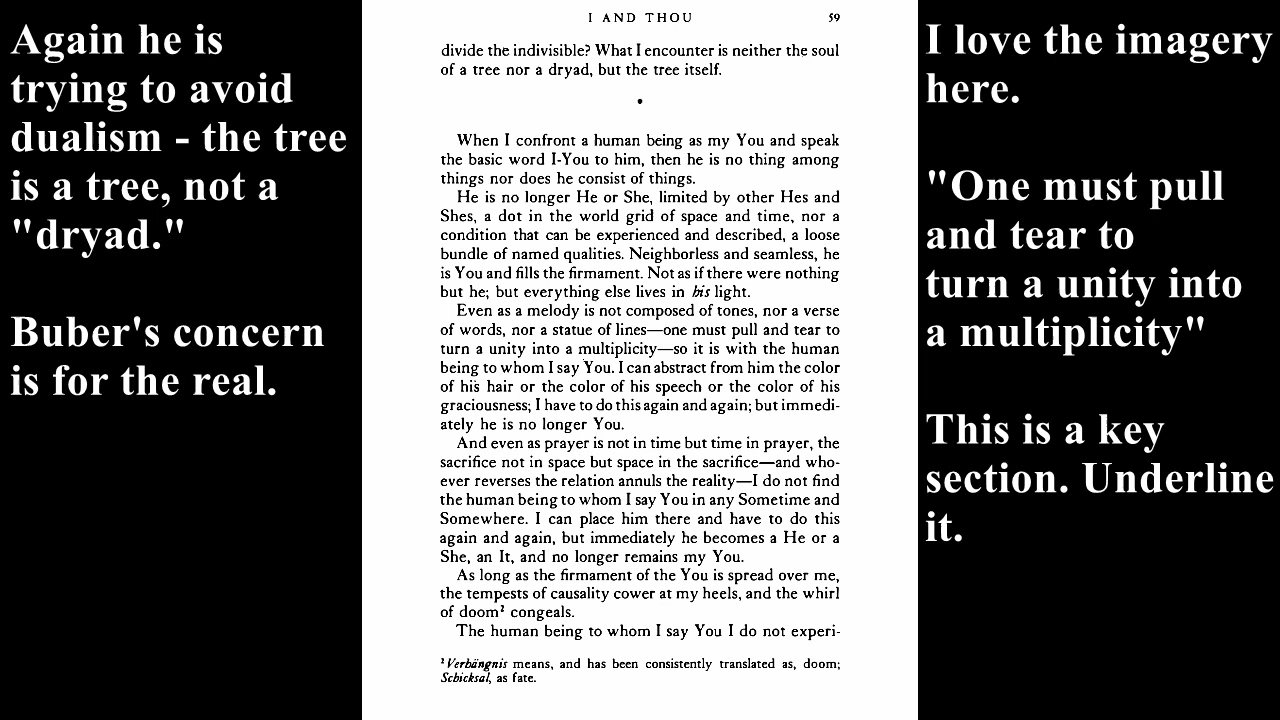 Again he is
trying to avoid
dualism - the tree
is a tree, not a
"dryad."
Buber's concern
is for the real.
I AND THOU 59
divide the indivisible? What I encounter is neither the soul
of a tree nor a dryad, but the tree itself.
•
When I confront a human being as my You and speak
the basic word I-You to him, then he is no thing among
things nor does he consist of things.
He is no longer He or She, limited by other Hes and
Shes, a dot in the world grid of space and time, nor a
condition that can be experienced and described, a loose
bundle of named qualities. Neighborless and seamless, he
is You and fills the firmament. Not as if there were nothing
but he; but everything else lives in his light.
Even as a melody is not composed of tones, nor a verse
of words, nor a statue of lines—one must pull and tear to
turn a unity into a multiplicity—so it is with the human
being to whom I say You. I can abstract from him the color
of his hair or the color of his speech or the color of his
graciousness; I have to do this again and again; but immedi-
ately he is no longer You.
And even as prayer is not in time but time in prayer, the
sacrifice not in space but space in the sacrifice—and who-
ever reverses the relation annuls the reality—I do not find
the human being to whom I say You in any Sometime and
Somewhere. I can place him there and have to do this
again and again, but immediately he becomes a He or a
She, an It, and no longer remains my You.
As long as the firmament of the You is spread over me,
the tempests of causality cower at my heels, and the whirl
of doom² congeals.
The human being to whom I say You I do not experi-
² Verhängnis means, and has been consistently translated as, doom;
Schicksal, as fate.
I love the imagery
here.
"One must pull
and tear to
turn a unity into
a multiplicity"
This is a key
section. Underline
it.